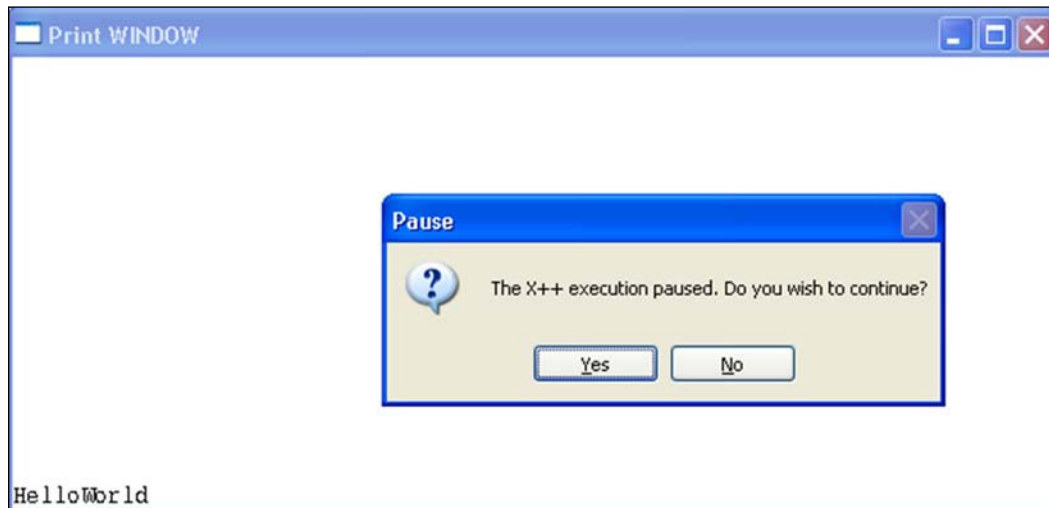 Print WINDOW
Pause
The X++ execution paused. Do you wish to continue?
Yes
No
HelloWorld